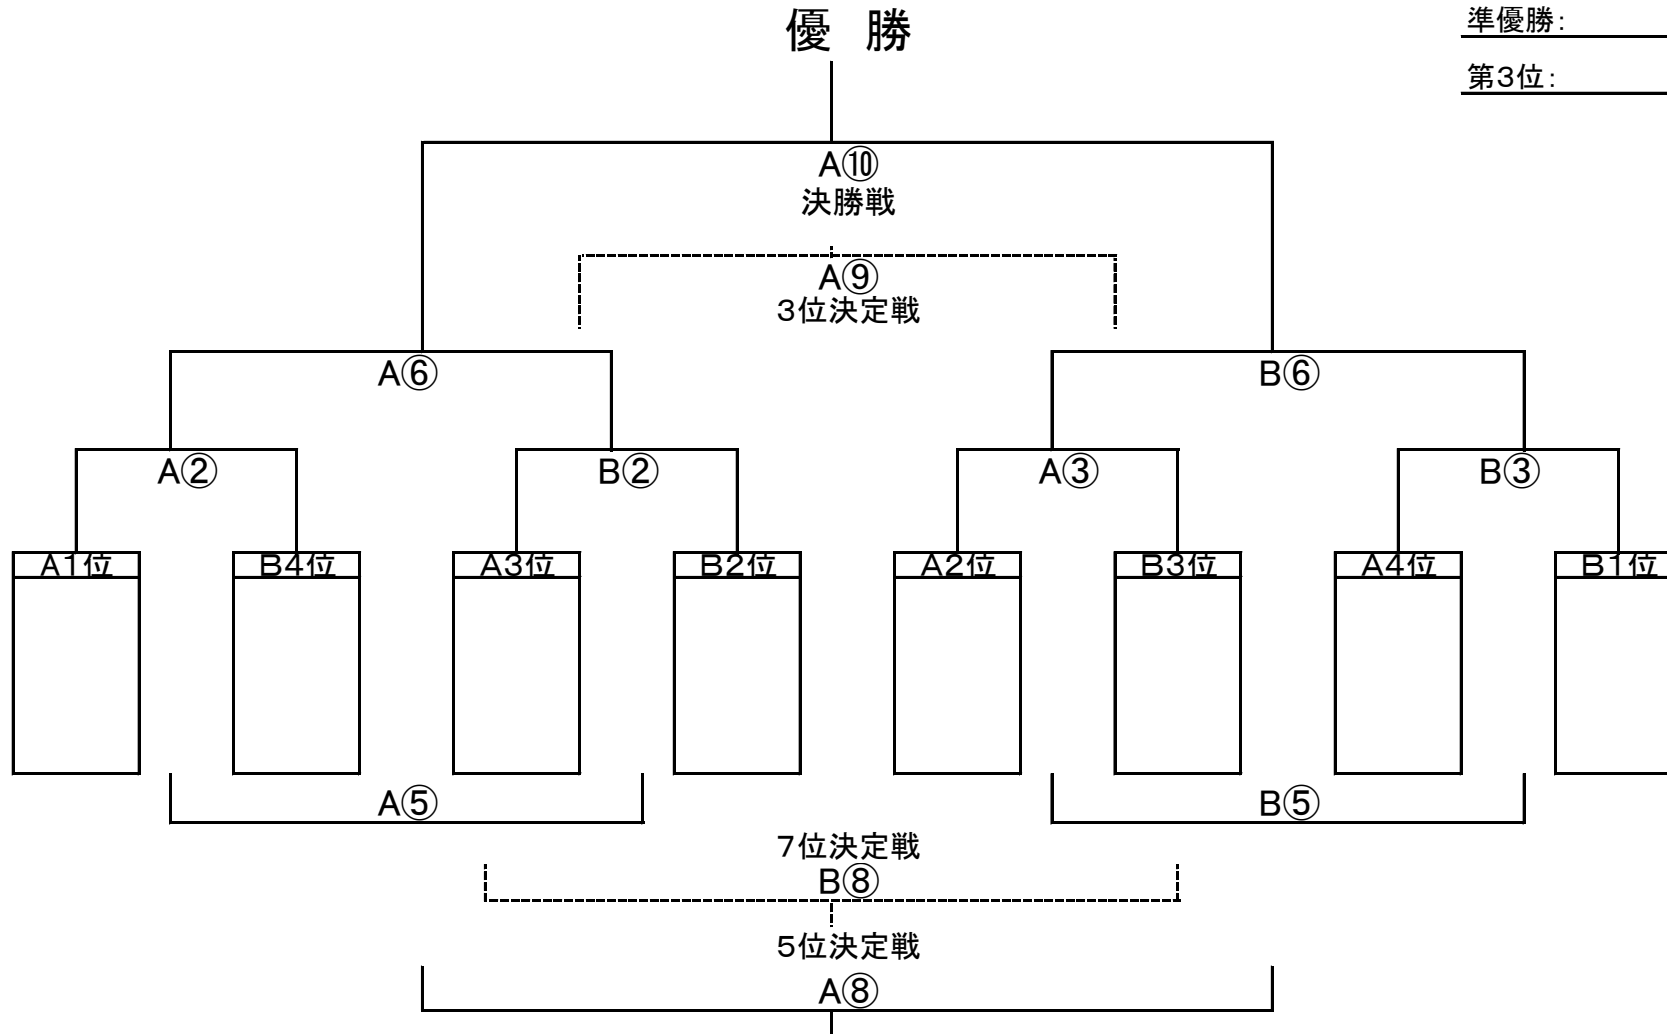 優　勝
準優勝：
第３位：
A⑩
決勝戦
A⑨
３位決定戦
A⑥
B⑥
A②
B②
A③
B③
A１位
B４位
A３位
B２位
A２位
B３位
A４位
B１位
A⑤
B⑤
７位決定戦
B⑧
５位決定戦
A⑧